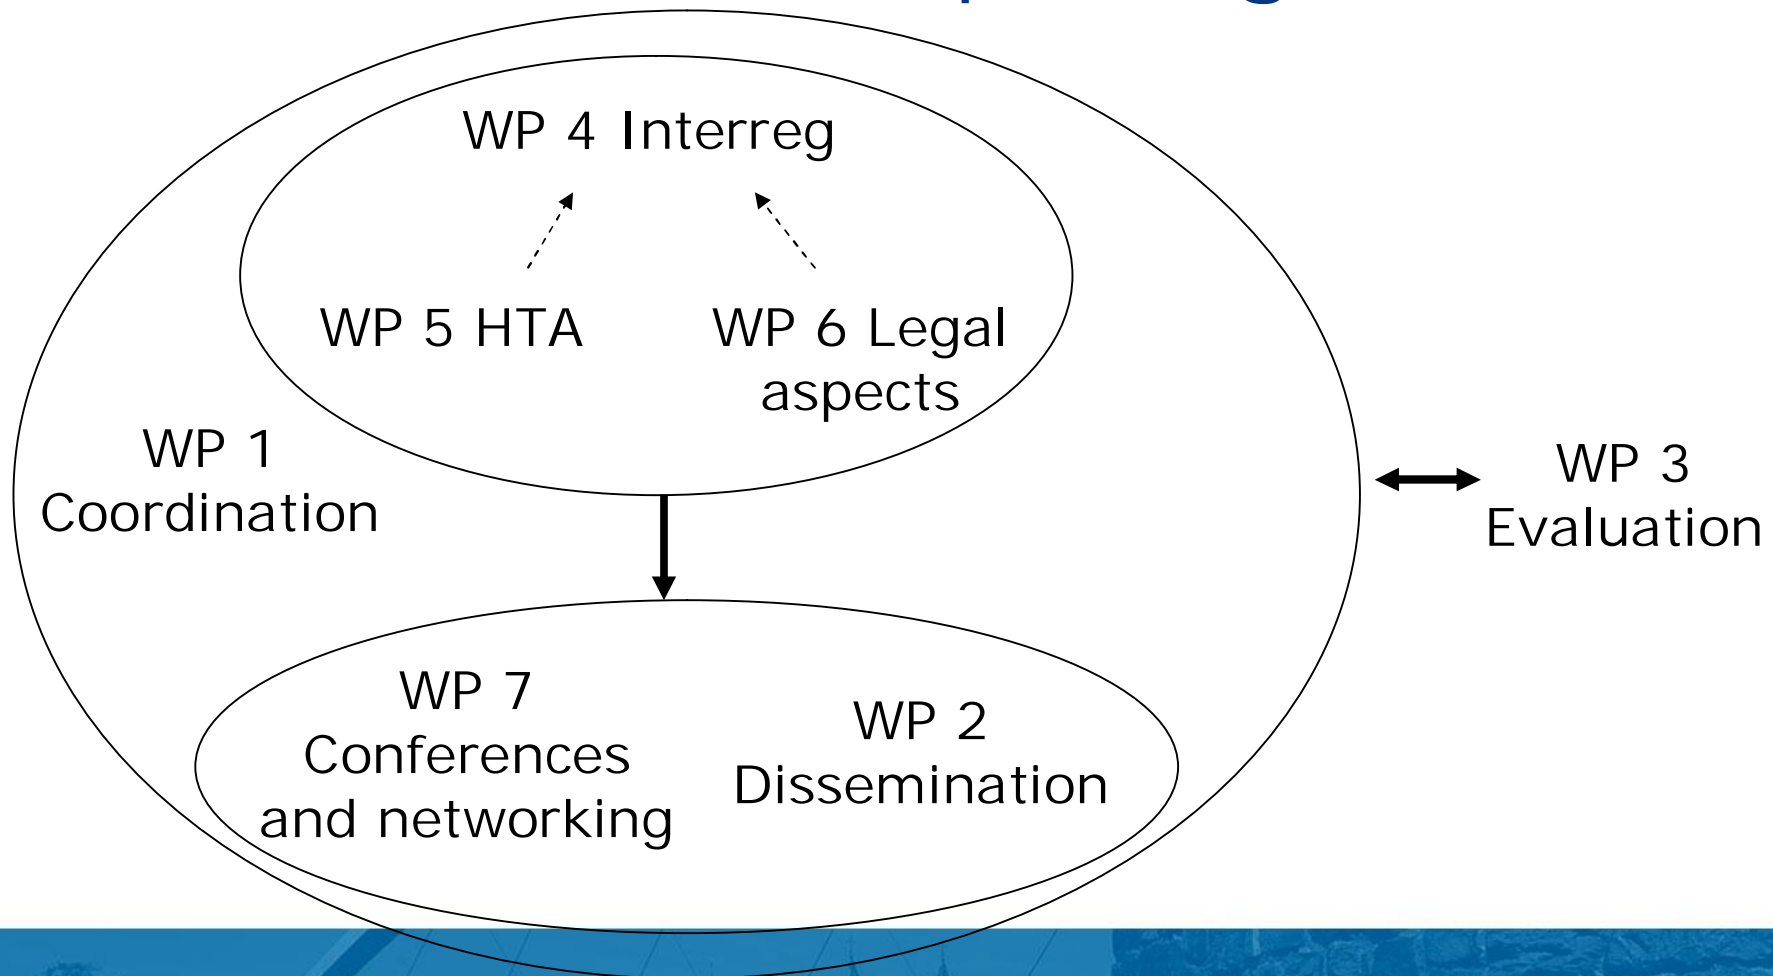 WP 4 Interreg
WP 5 HTA
WP 6 Legal
aspects
WP 1
Coordination
WP 3
Evaluation
WP 7
Conferences
and networking
WP 2
Dissemination